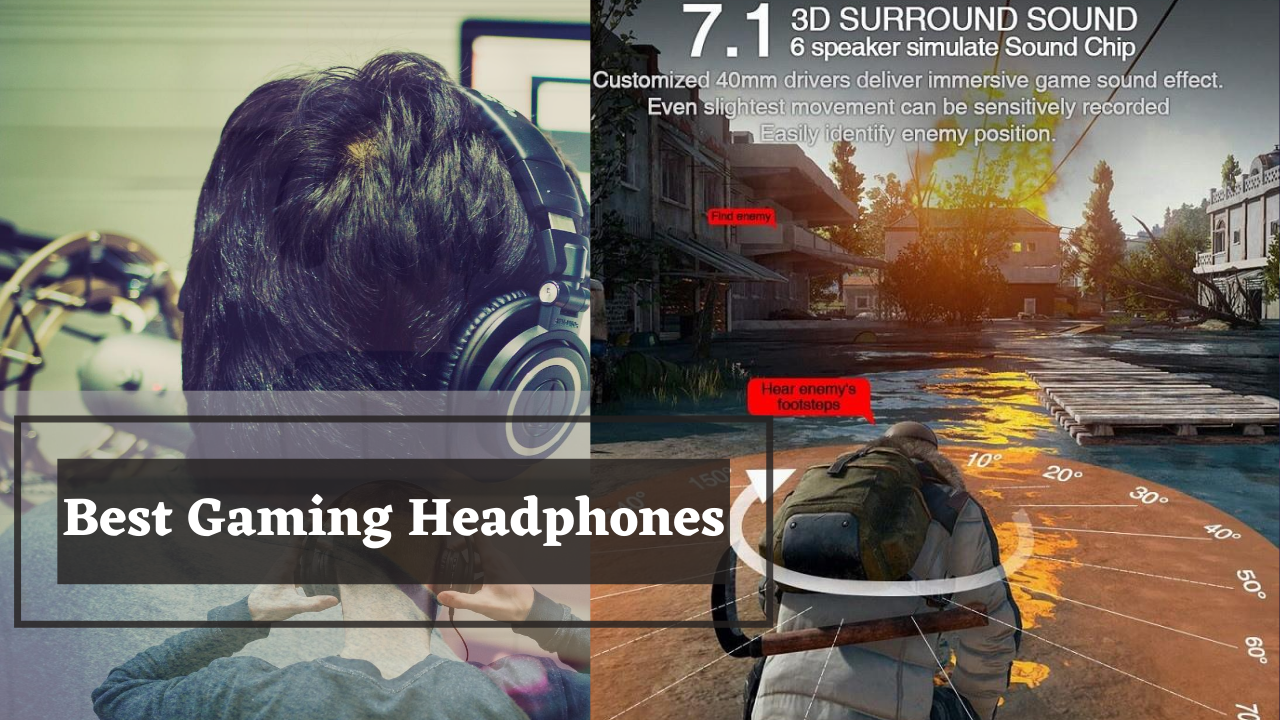 7.1 3D SURROUND SOUND
6 speaker simulate Sound Chip
Customized 40mm drivers deliver immersive game sound effect.
Even slightest movement can be sensitively recorded
Easily identify enemy position.
Find enemy
Hear enemy's
footsteps
Best Gaming Headphones
150°
10°
20°
30°
40°
50°
60°